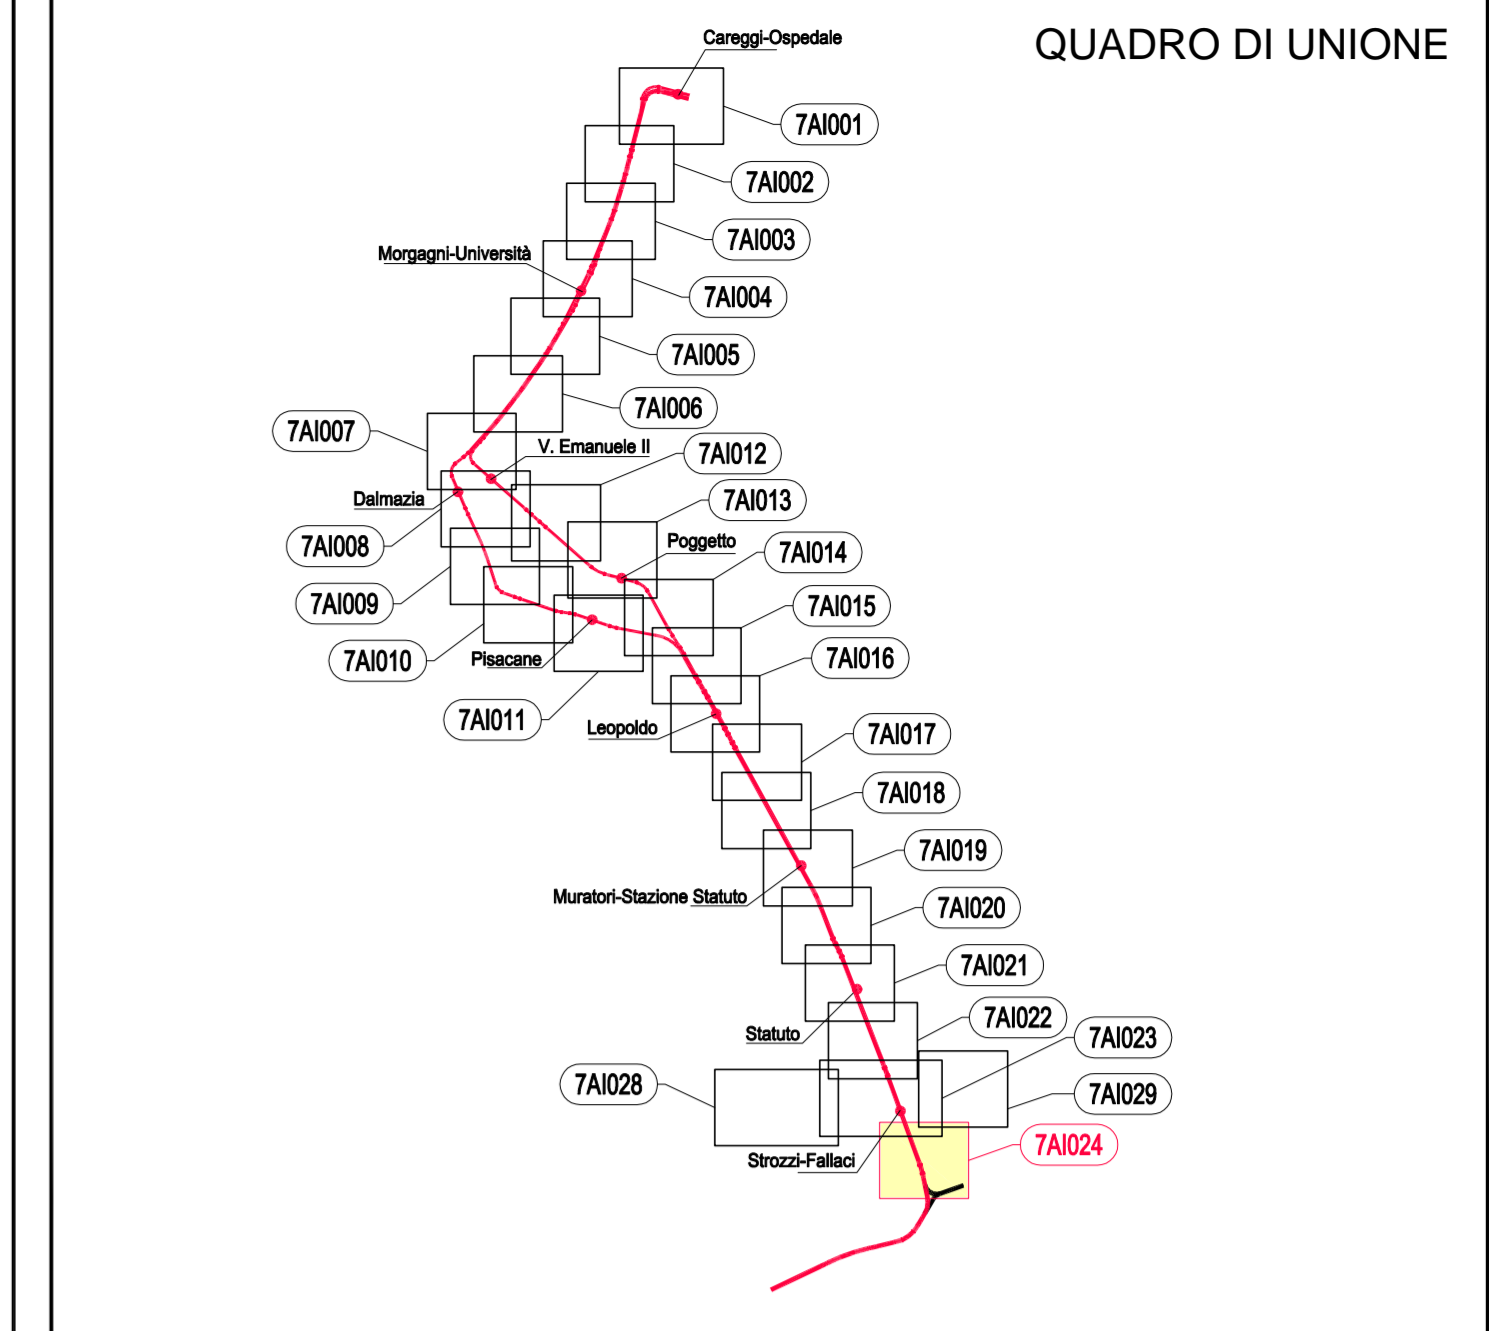 QUADRO DI UNIONE
Careggi-Ospedale
7AI001
7AI002
7AI003
Morgagni-Università
7AI004
7AI005
7AI006
7AI007
V. Emanuele II
7AI012
Dalmazia
7AI013
7AI008
Poggetto
7AI014
7AI009
7AI015
7AI010
Pisacane
7AI016
7AI011
Leopoldo
7AI017
7AI018
7AI019
Muratori-Stazione Statuto
7AI020
7AI021
7AI022
Statuto
7AI023
7AI028
7AI029
7AI024
Strozzi-Fallaci